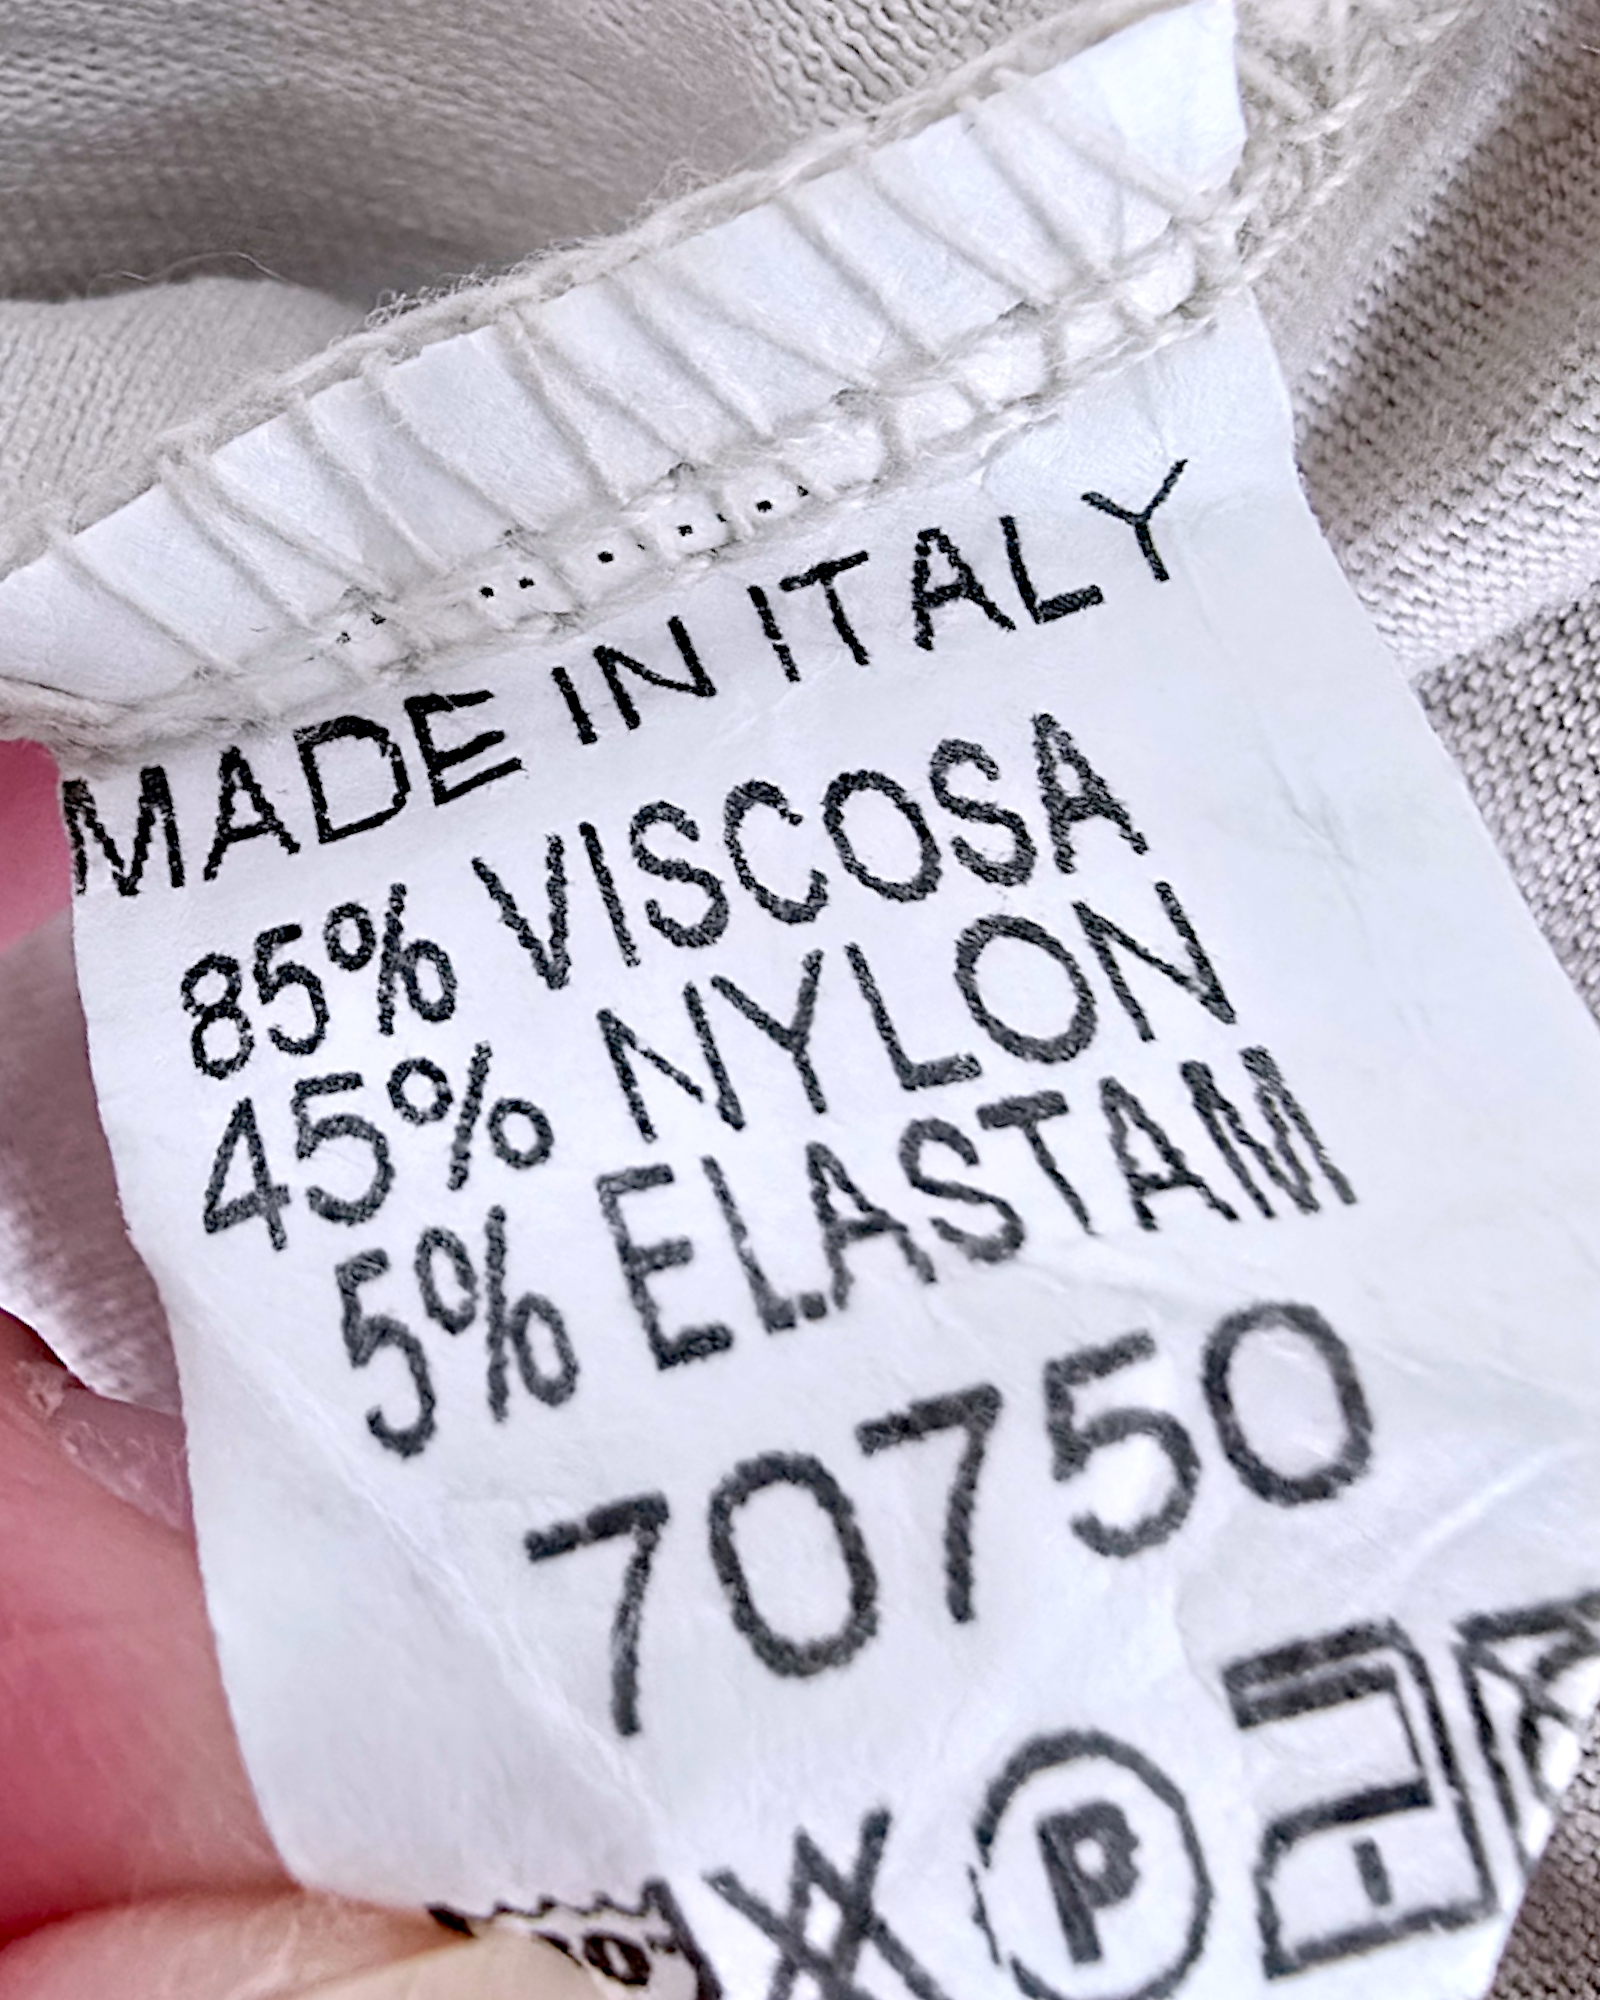 MADE IN ITALY
85% VISCOSA
45% NYLON
5% ELASTAM
70750
P